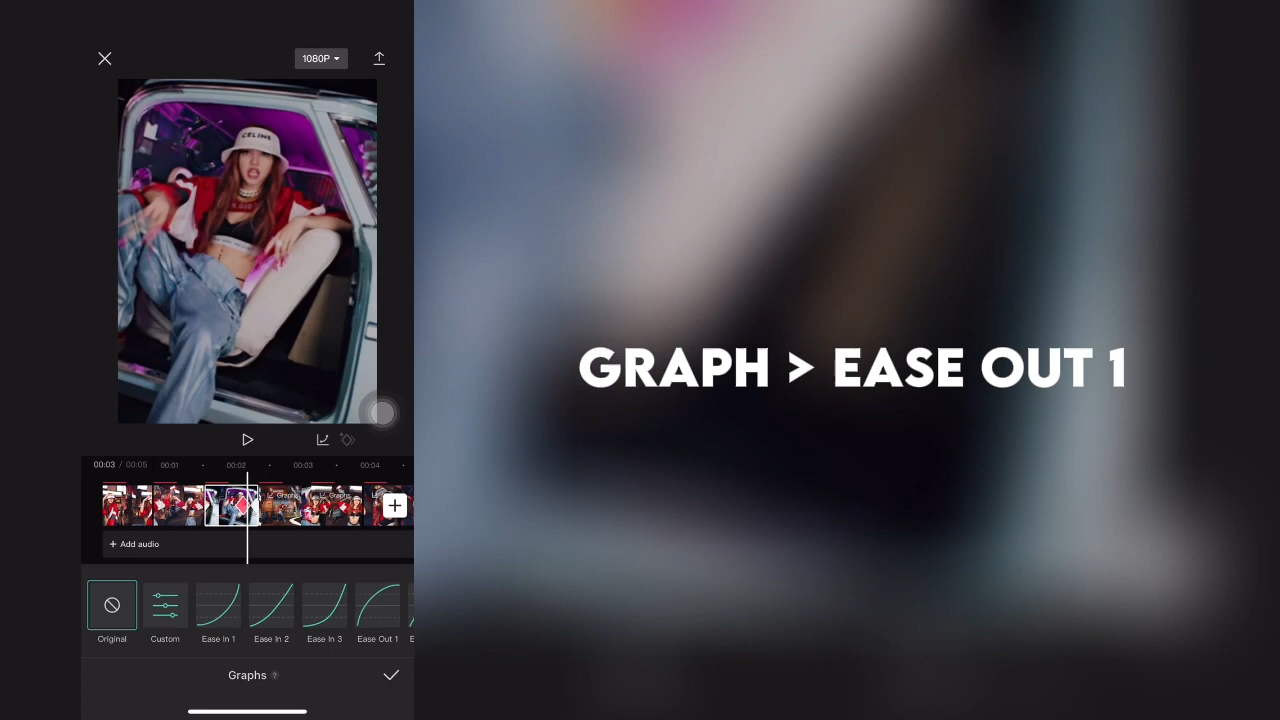 1080P
CELINE
00:03 / 00:05
00:01
00:02
00:03
00:04
Graphs
Graphs
+ Add audio
Original
Custom
Ease In 1
Ease In 2
Ease In 3
Ease Out 1
E
Graphs ?
GRAPH > EASE OUT 1